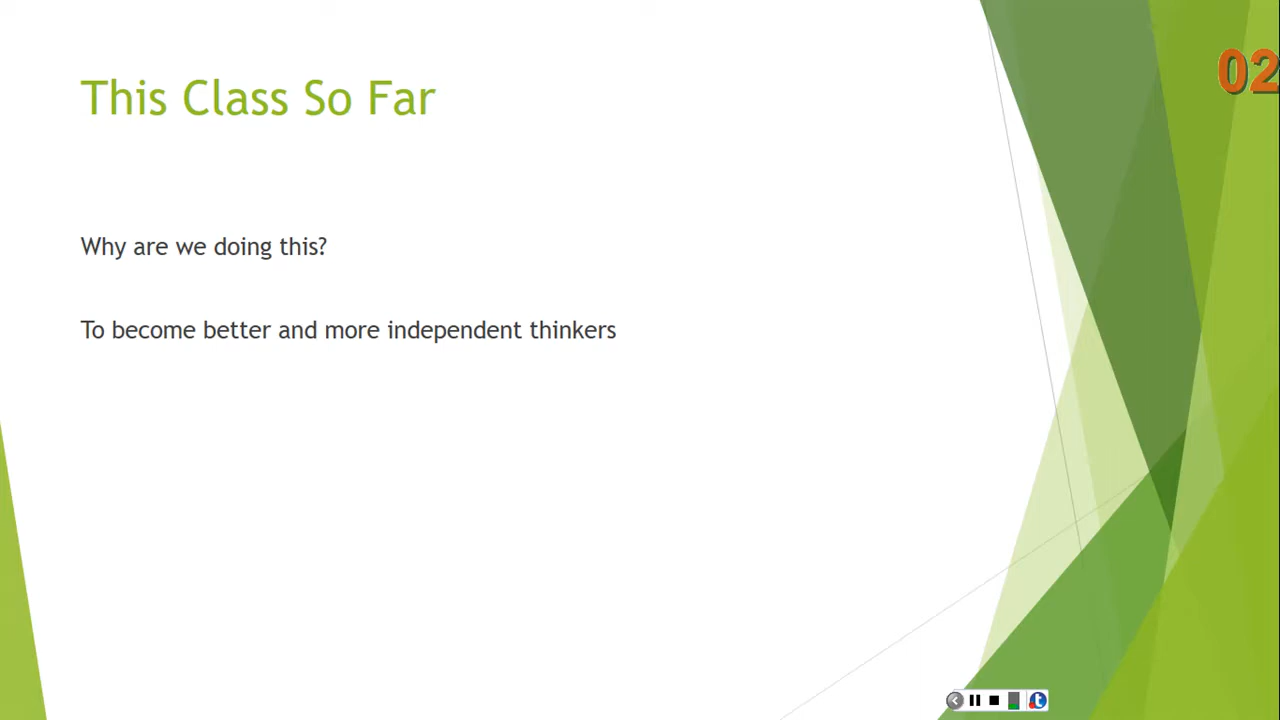 This Class So Far
02
Why are we doing this?
To become better and more independent thinkers